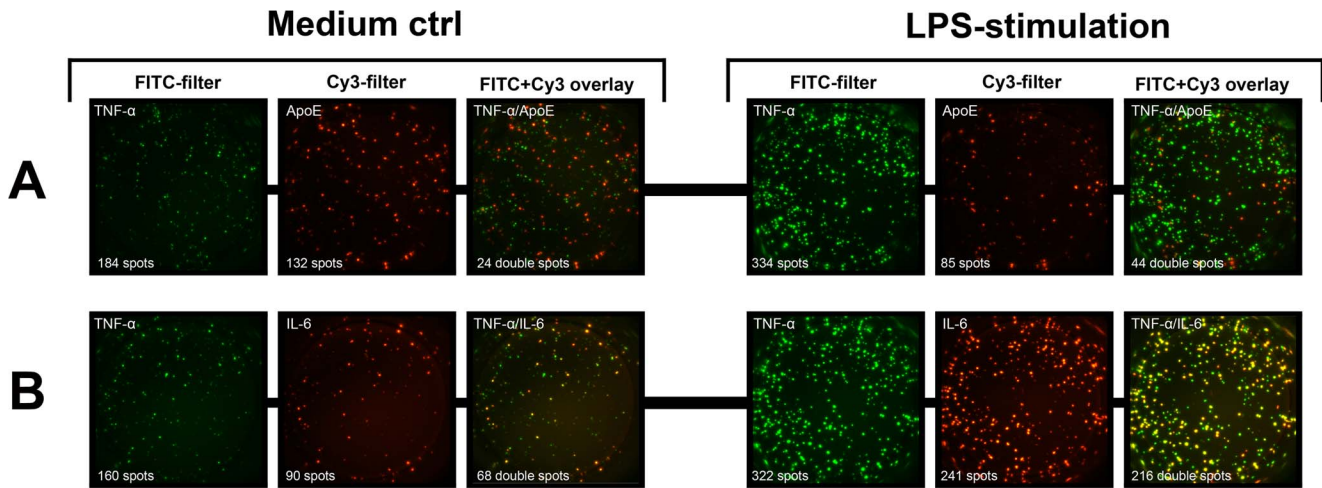 Medium ctrl
LPS-stimulation
FITC-filter
Cy3-filter
FITC+Cy3 overlay
FITC-filter
Cy3-filter
FITC+Cy3 overlay
A
TNF-α
ApoE
TNF-α/ApoE
TNF-α
ApoE
TNF-α/ApoE
184 spots
132 spots
24 double spots
334 spots
85 spots
44 double spots
B
TNF-α
IL-6
TNF-α/IL-6
TNF-α
IL-6
TNF-α/IL-6
160 spots
90 spots
68 double spots
322 spots
241 spots
216 double spots